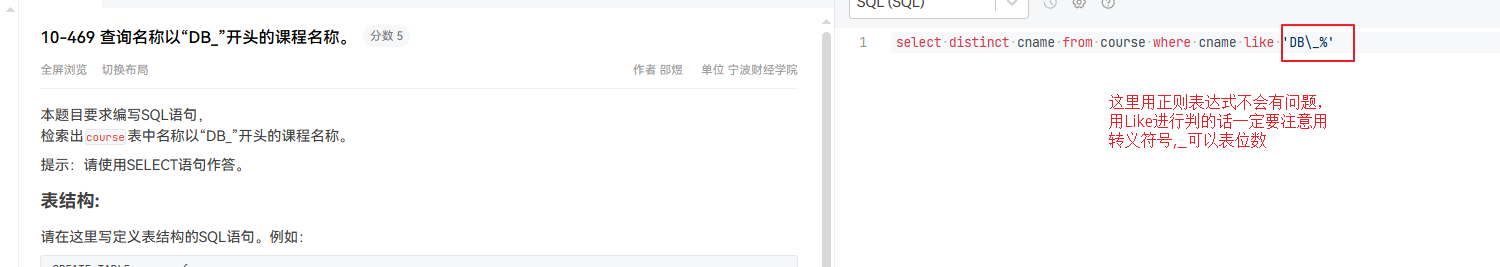 SQL (SQL)
10-469 查询名称以“DB_”开头的课程名称。 分数 5
全屏浏览 切换布局 作者 邵煜 单位 宁波财经学院
本题目要求编写SQL语句，
检索出course表中名称以“DB_”开头的课程名称。
提示：请使用SELECT语句作答。
表结构:
请在这里写定义表结构的SQL语句。例如：
1 select distinct cname from course where cname like 'DB\_%'
这里用正则表达式不会有问题，
用Like进行判的话一定要注意用
转义符号,_可以表位数